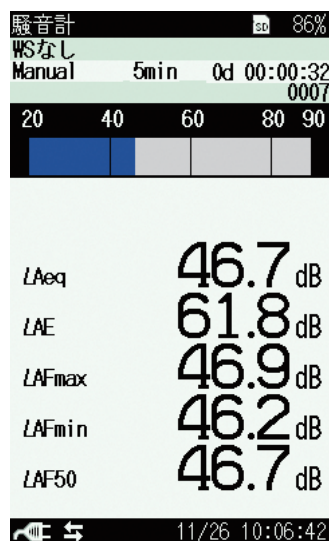 騒音計 SD 86%
WSなし
Manual 5min 0d 00:00:32
0007
20 40 60 80 90
LAeq 46.7 dB
LAE 61.8 dB
LAFmax 46.9 dB
LAFmin 46.2 dB
LAF50 46.7 dB
11/26 10:06:42